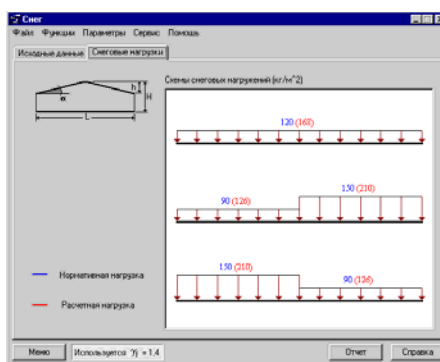 Снег
Файл Функции Параметры Сервис Помощь
Исходные данные Снеговые нагрузки
Схемы снеговых нагружений (кг/м^2)
h
H
α
L
120 (168)
90 (126)
150 (210)
150 (210)
90 (126)
Нормативная нагрузка
Расчетная нагрузка
Меню Используется γf = 1,4 Отчет Справка